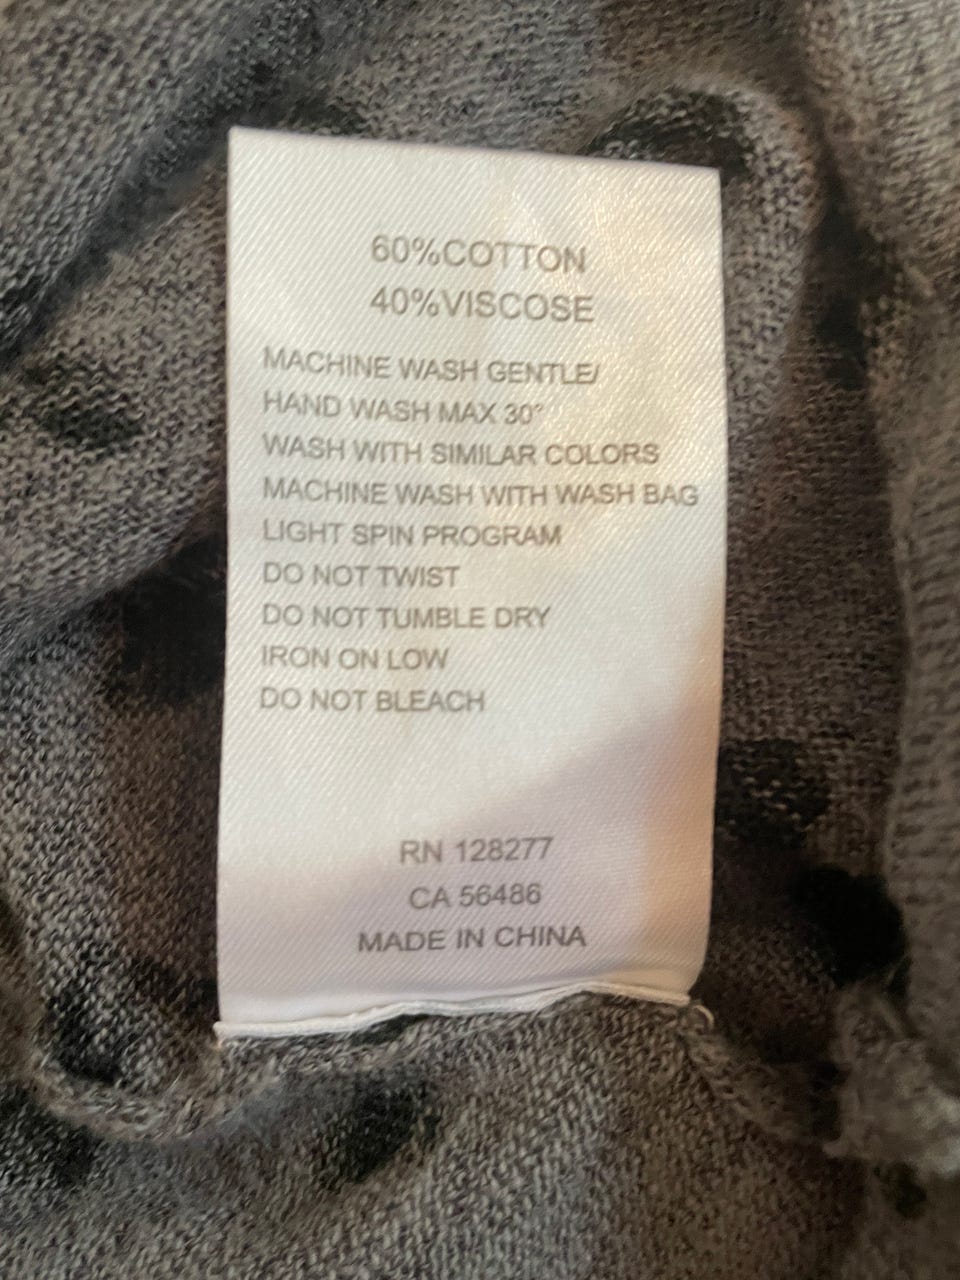 60%COTTON
40%VISCOSE
MACHINE WASH GENTLE/
HAND WASH MAX 30°
WASH WITH SIMILAR COLORS
MACHINE WASH WITH WASH BAG
LIGHT SPIN PROGRAM
DO NOT TWIST
DO NOT TUMBLE DRY
IRON ON LOW
DO NOT BLEACH
RN 128277
CA 56486
MADE IN CHINA